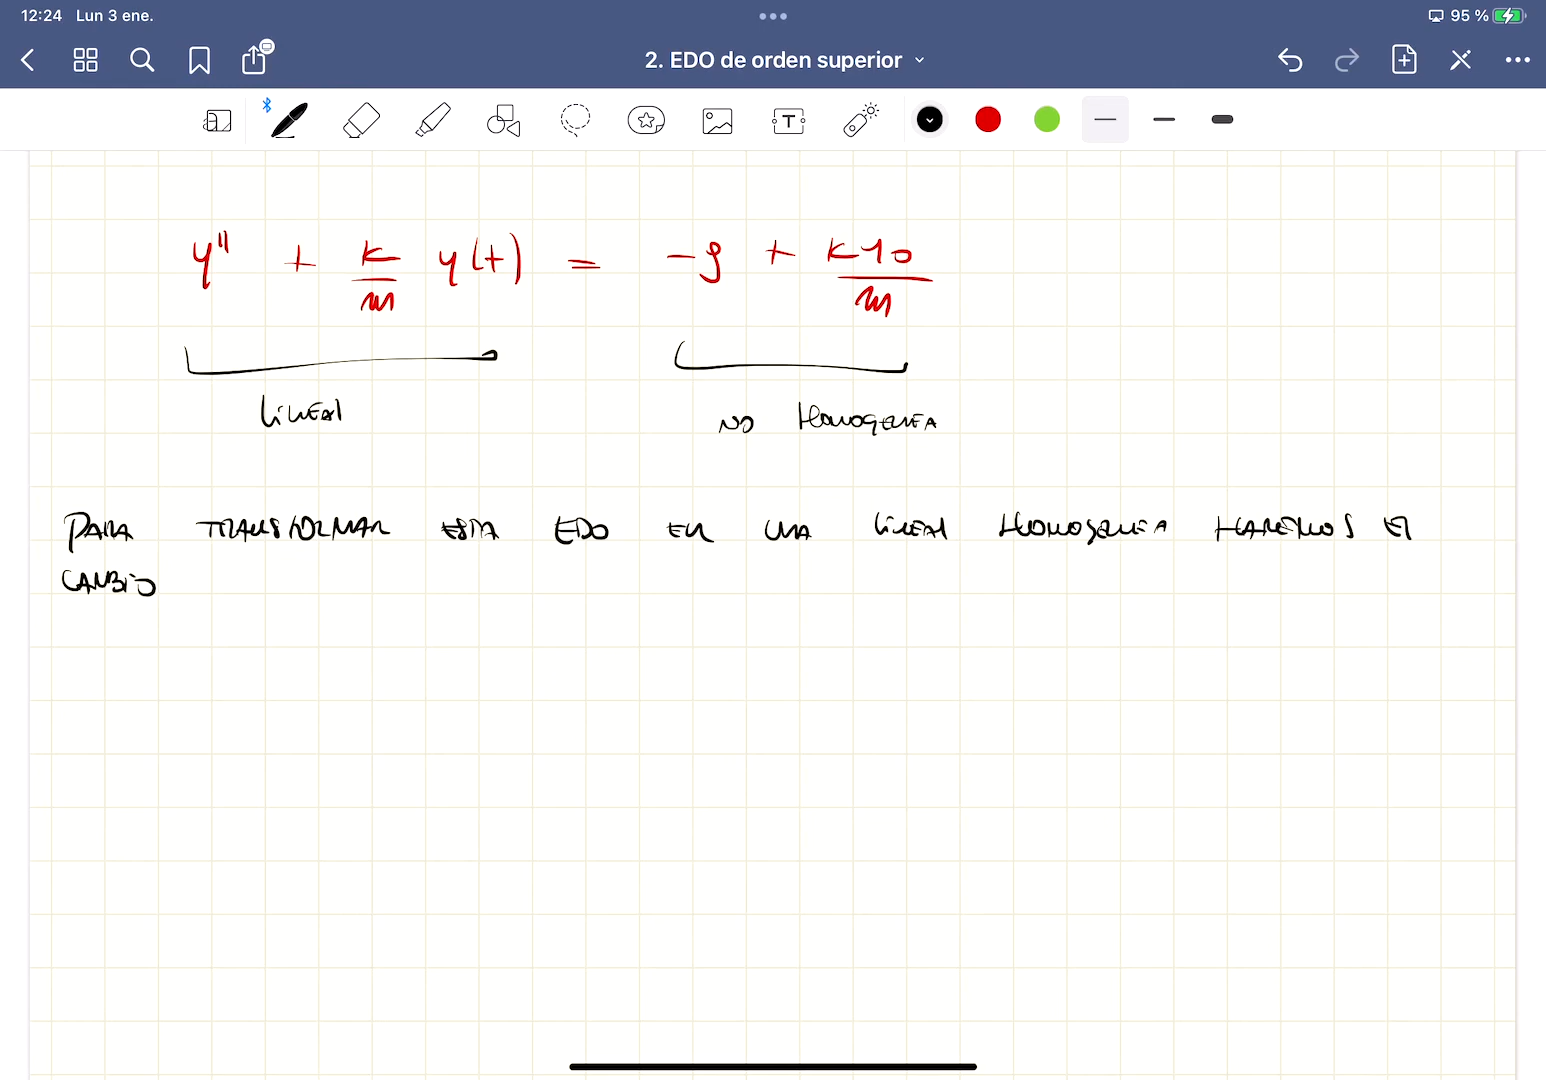 12:24 Lun 3 ene.
95 %
2. EDO de orden superior
T
y'' + k/m y(t) = -g + ky0/m
LINEAL
NO HOMOGENEA
PARA TRANSFORMAR ESTA EDO EN UNA LINEAL HOMOGENEA HAREMOS EL
CAMBIO